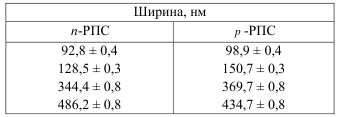 Ширина, нм
n-РПС p -РПС
92,8 ± 0,4 98,9 ± 0,4
128,5 ± 0,3 150,7 ± 0,3
344,4 ± 0,8 369,7 ± 0,8
486,2 ± 0,8 434,7 ± 0,8